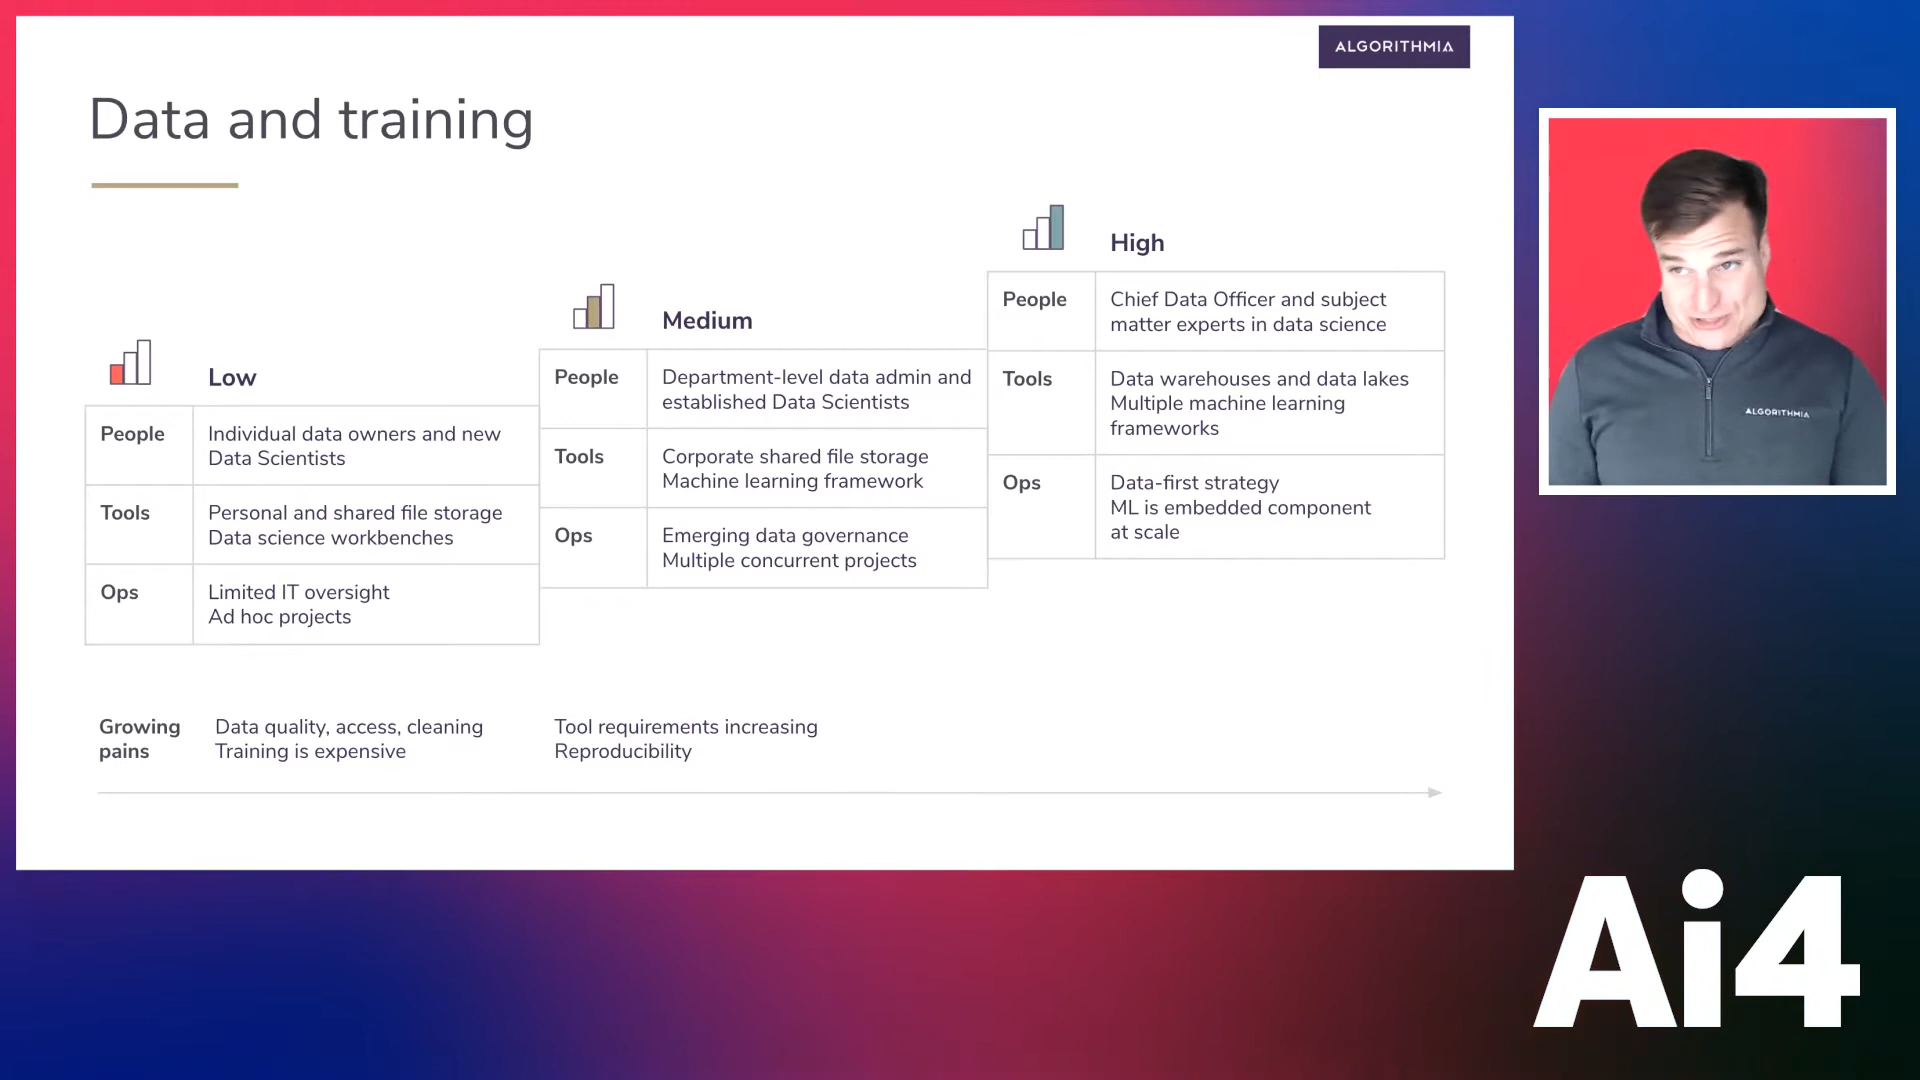 ALGORITHMIA
Data and training
Low
People
Individual data owners and new
Data Scientists
Tools
Personal and shared file storage
Data science workbenches
Ops
Limited IT oversight
Ad hoc projects
Medium
People
Department-level data admin and
established Data Scientists
Tools
Corporate shared file storage
Machine learning framework
Ops
Emerging data governance
Multiple concurrent projects
High
People
Chief Data Officer and subject
matter experts in data science
Tools
Data warehouses and data lakes
Multiple machine learning
frameworks
Ops
Data-first strategy
ML is embedded component
at scale
Growing
pains
Data quality, access, cleaning
Training is expensive
Tool requirements increasing
Reproducibility
ALGORITHMIA
Ai4